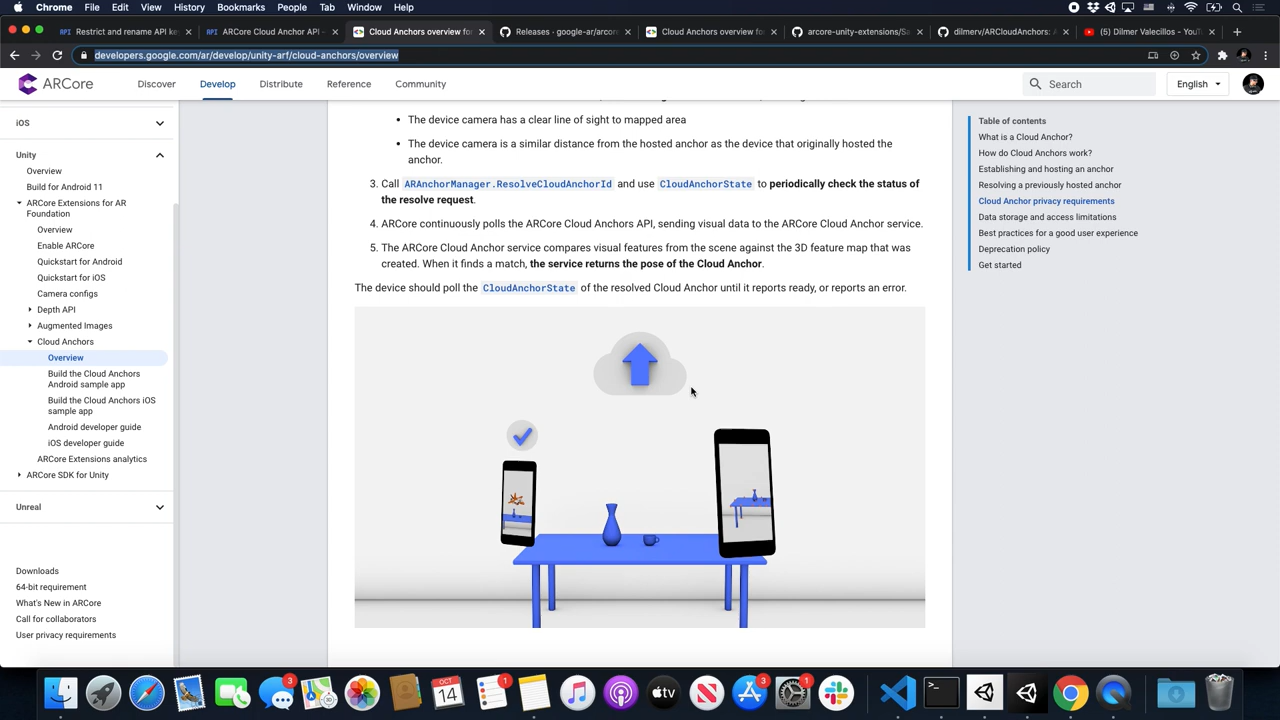 Chrome File Edit View History Bookmarks People Tab Window Help
Restrict and rename API ke
ARCore Cloud Anchor API -
Cloud Anchors overview for
Releases · google-ar/arcore
Cloud Anchors overview for
arcore-unity-extensions/Sa
dilmerv/ARCloudAnchors: A
(5) Dilmer Valecillos - YouTu
developers.google.com/ar/develop/unity-arf/cloud-anchors/overview
ARCore Discover Develop Distribute Reference Community Search English
iOS
Unity
Overview
Build for Android 11
ARCore Extensions for AR
Foundation
Overview
Enable ARCore
Quickstart for Android
Quickstart for iOS
Camera configs
Depth API
Augmented Images
Cloud Anchors
Overview
Build the Cloud Anchors
Android sample app
Build the Cloud Anchors iOS
sample app
Android developer guide
iOS developer guide
ARCore Extensions analytics
ARCore SDK for Unity
Unreal
Downloads
64-bit requirement
What's New in ARCore
Call for collaborators
User privacy requirements
• The device camera has a clear line of sight to mapped area
• The device camera is a similar distance from the hosted anchor as the device that originally hosted the
anchor.
3. Call ARAnchorManager.ResolveCloudAnchorId and use CloudAnchorState to periodically check the status of
the resolve request.
4. ARCore continuously polls the ARCore Cloud Anchors API, sending visual data to the ARCore Cloud Anchor service.
5. The ARCore Cloud Anchor service compares visual features from the scene against the 3D feature map that was
created. When it finds a match, the service returns the pose of the Cloud Anchor.
The device should poll the CloudAnchorState of the resolved Cloud Anchor until it reports ready, or reports an error.
Table of contents
What is a Cloud Anchor?
How do Cloud Anchors work?
Establishing and hosting an anchor
Resolving a previously hosted anchor
Cloud Anchor privacy requirements
Data storage and access limitations
Best practices for a good user experience
Deprecation policy
Get started
3
OCT
14
1
tv
3
1